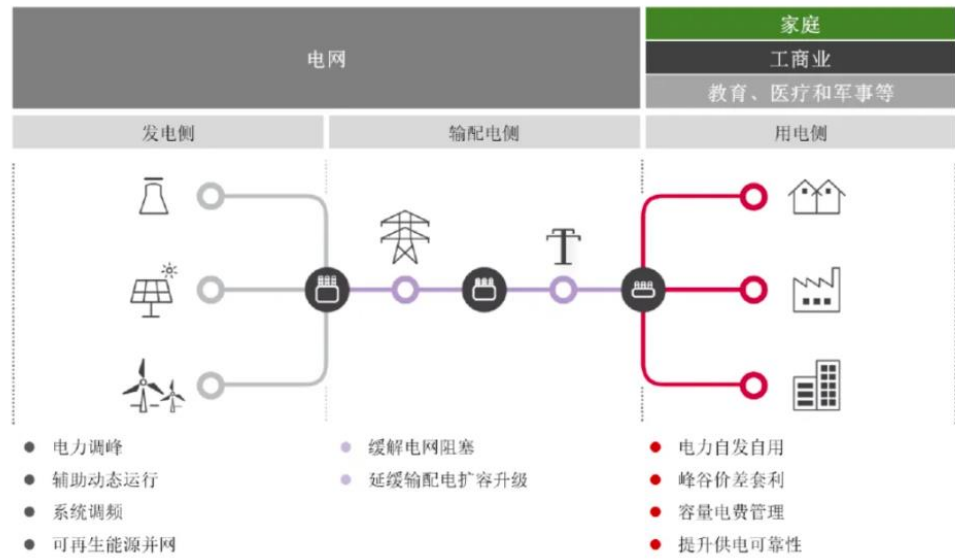 电网
家庭
工商业
教育、医疗和军事等
发电侧
输配电侧
用电侧
电力调峰
辅助动态运行
系统调频
可再生能源并网
缓解电网阻塞
延缓输配电扩容升级
电力自发自用
峰谷价差套利
容量电费管理
提升供电可靠性